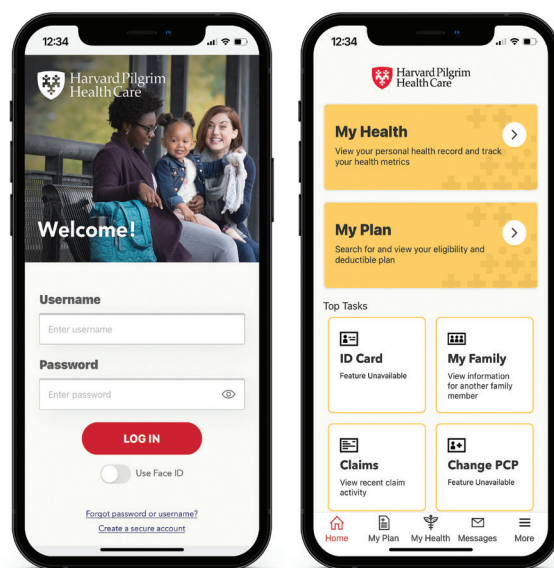 12:34
Harvard Pilgrim
HealthCare
Welcome!
Username
Enter username
Password
Enter password
LOG IN
Use Face ID
Forgot password or username?
Create a secure account
12:34
Harvard Pilgrim
HealthCare
My Health
View your personal health record and track
your health metrics
My Plan
Search for and view your eligibility and
deductible plan
Top Tasks
ID Card
Feature Unavailable
My Family
View information
for another family
member
Claims
View recent claim
activity
Change PCP
Feature Unavailable
Home
My Plan
My Health
Messages
More